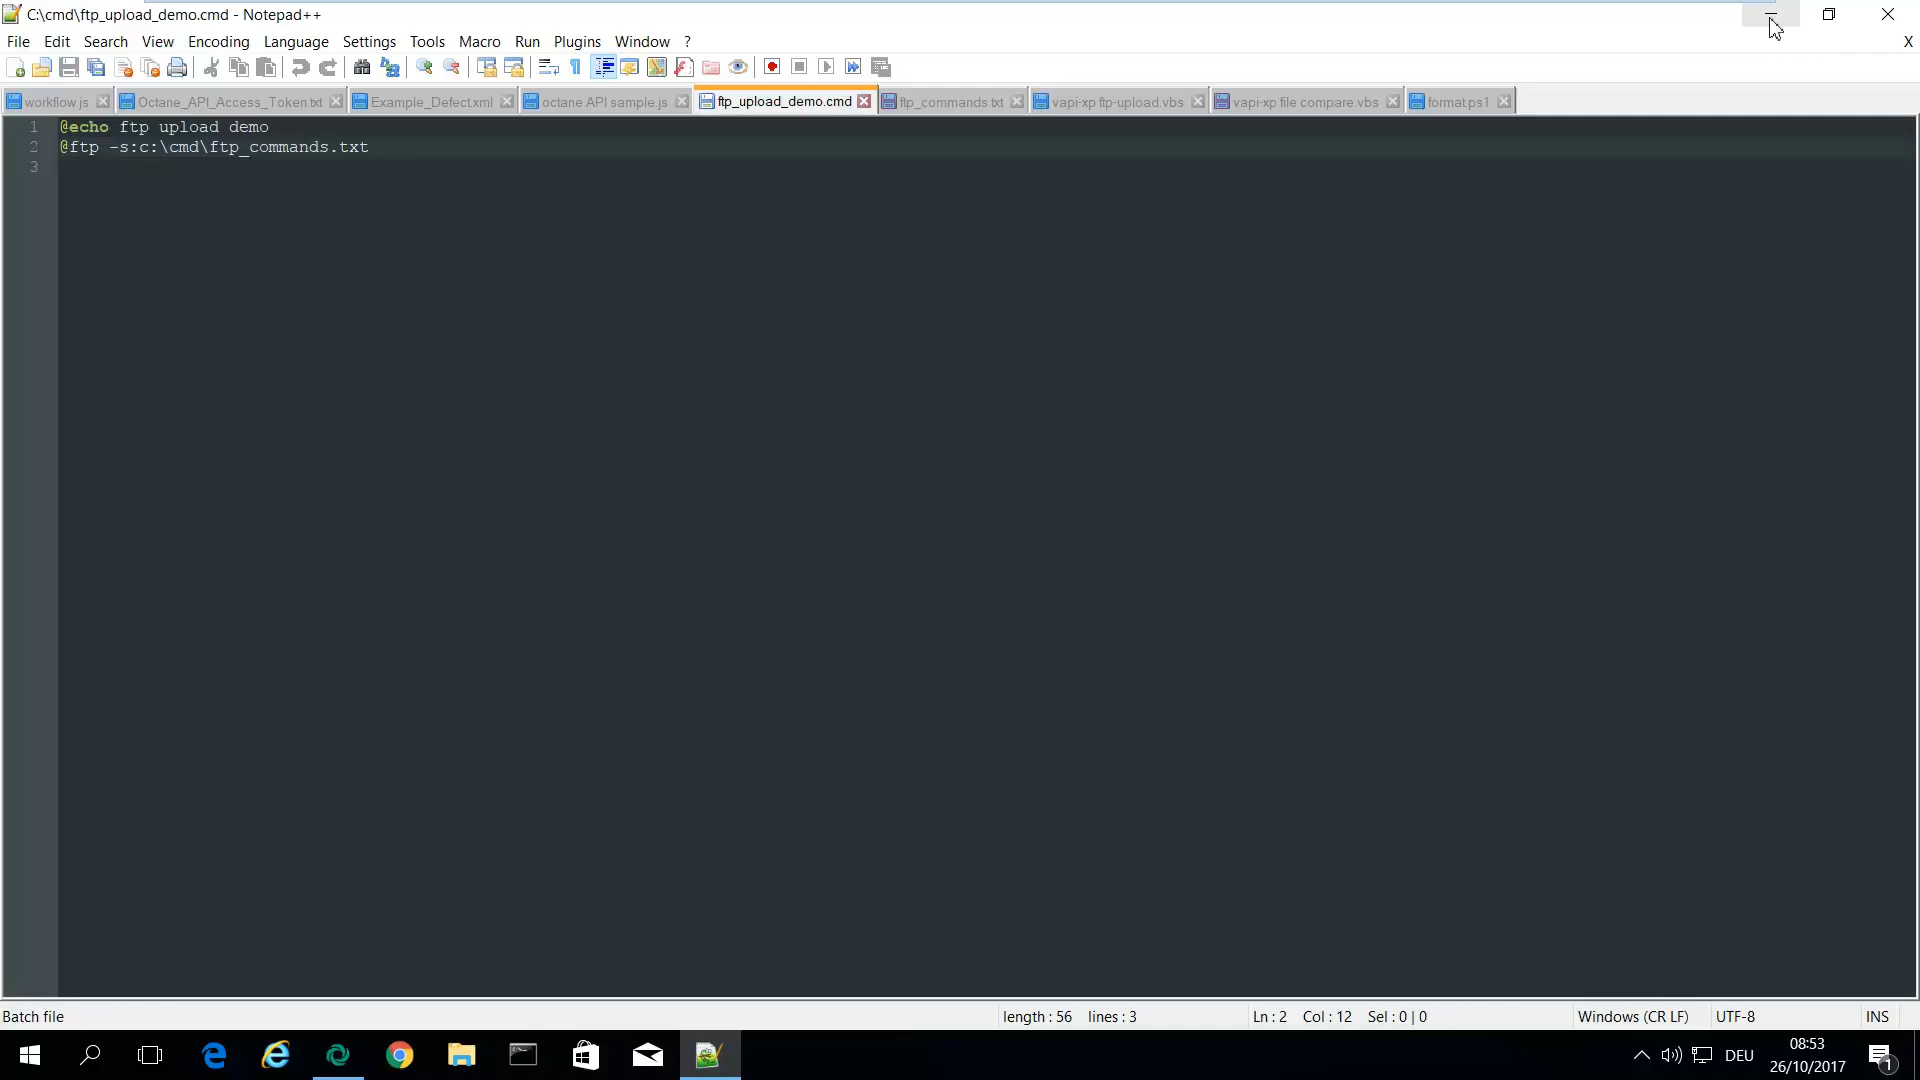 C:\cmd\ftp_upload_demo.cmd - Notepad++
File Edit Search View Encoding Language Settings Tools Macro Run Plugins Window ? X
workflow.js Octane_API_Access_Token.txt Example_Defect.xml octane API sample.js ftp_upload_demo.cmd ftp_commands.txt vapi-xp ftp-upload.vbs vapi-xp file compare.vbs format.ps1
1 @echo ftp upload demo
2 @ftp -s:c:\cmd\ftp_commands.txt
3
Batch file length : 56 lines : 3 Ln : 2 Col : 12 Sel : 0 | 0 Windows (CR LF) UTF-8 INS
DEU 08:53 1
26/10/2017